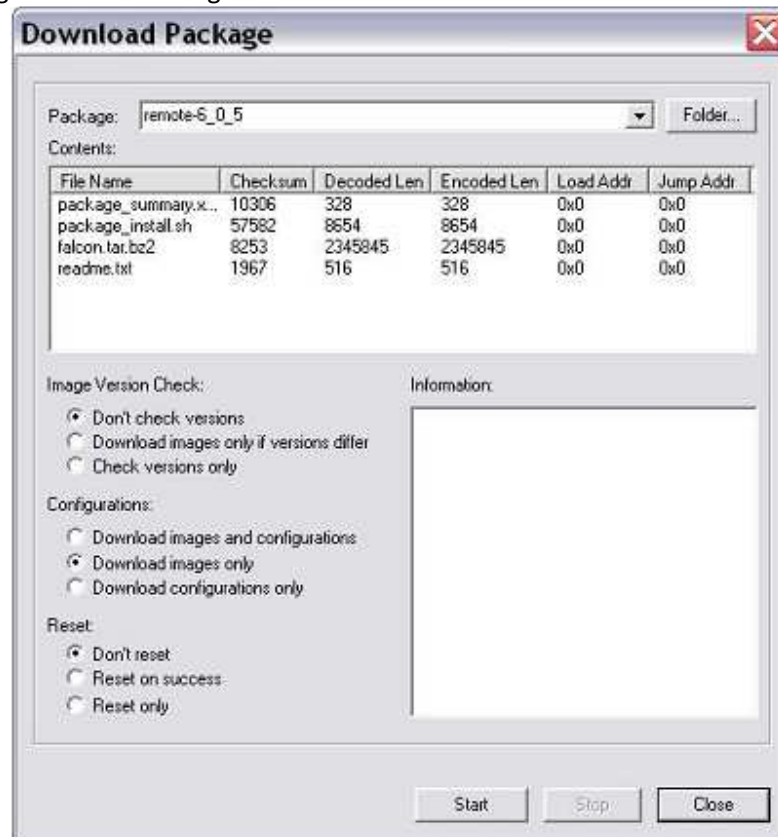 Download Package
Package: remote-6_0_5 Folder...
Contents:
File Name Checksum Decoded Len Encoded Len Load Addr Jump Addr
package_summary.x... 10306 328 328 0x0 0x0
package_install.sh 57582 8654 8654 0x0 0x0
falcon.tar.bz2 8253 2345845 2345845 0x0 0x0
readme.txt 1967 516 516 0x0 0x0
Image Version Check: Information:
Don't check versions
Download images only if versions differ
Check versions only
Configurations:
Download images and configurations
Download images only
Download configurations only
Reset:
Don't reset
Reset on success
Reset only
Start Stop Close